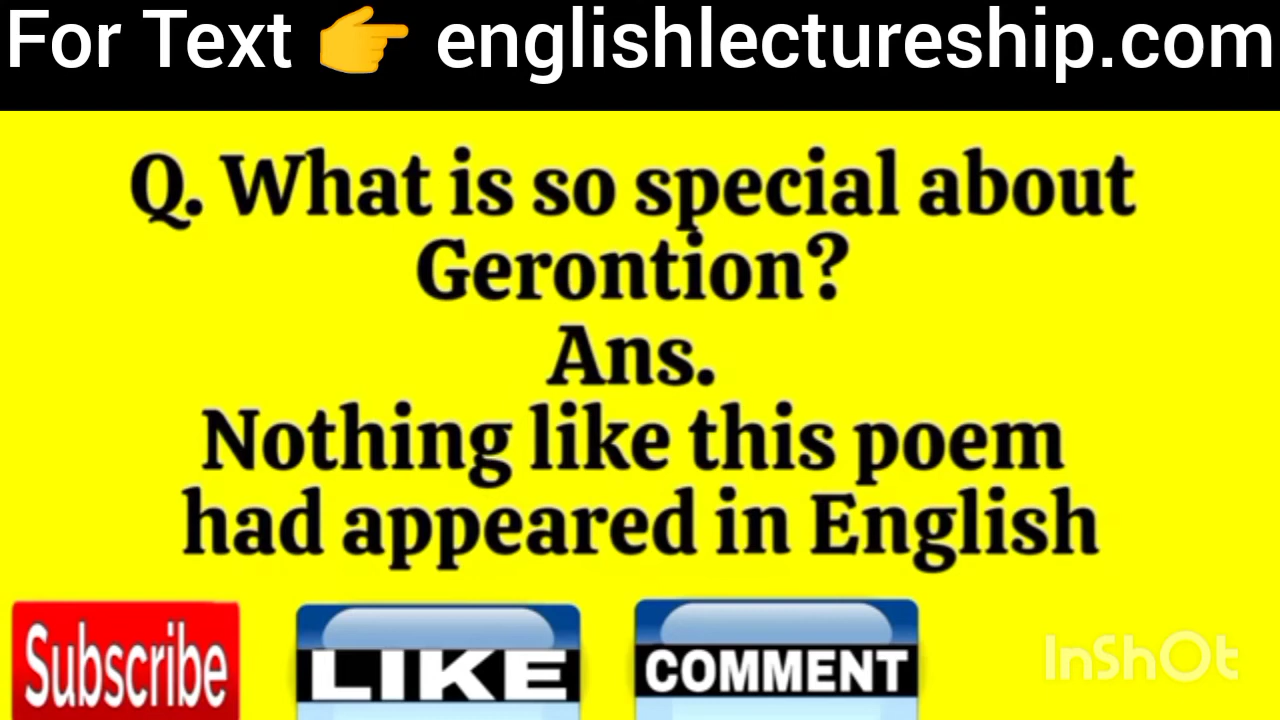 For Text 👉 englishlectureship.com
Q. What is so special about
Gerontion?
Ans.
Nothing like this poem
had appeared in English
Subscribe
LIKE
COMMENT
InShOt